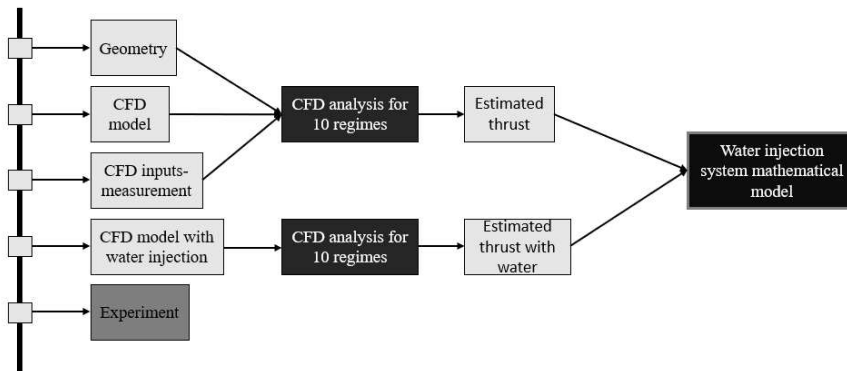 Geometry
CFD
model
CFD inputs-
measurement
CFD model with
water injection
Experiment
CFD analysis for
10 regimes
CFD analysis for
10 regimes
Estimated
thrust
Estimated
thrust with
water
Water injection
system mathematical
model